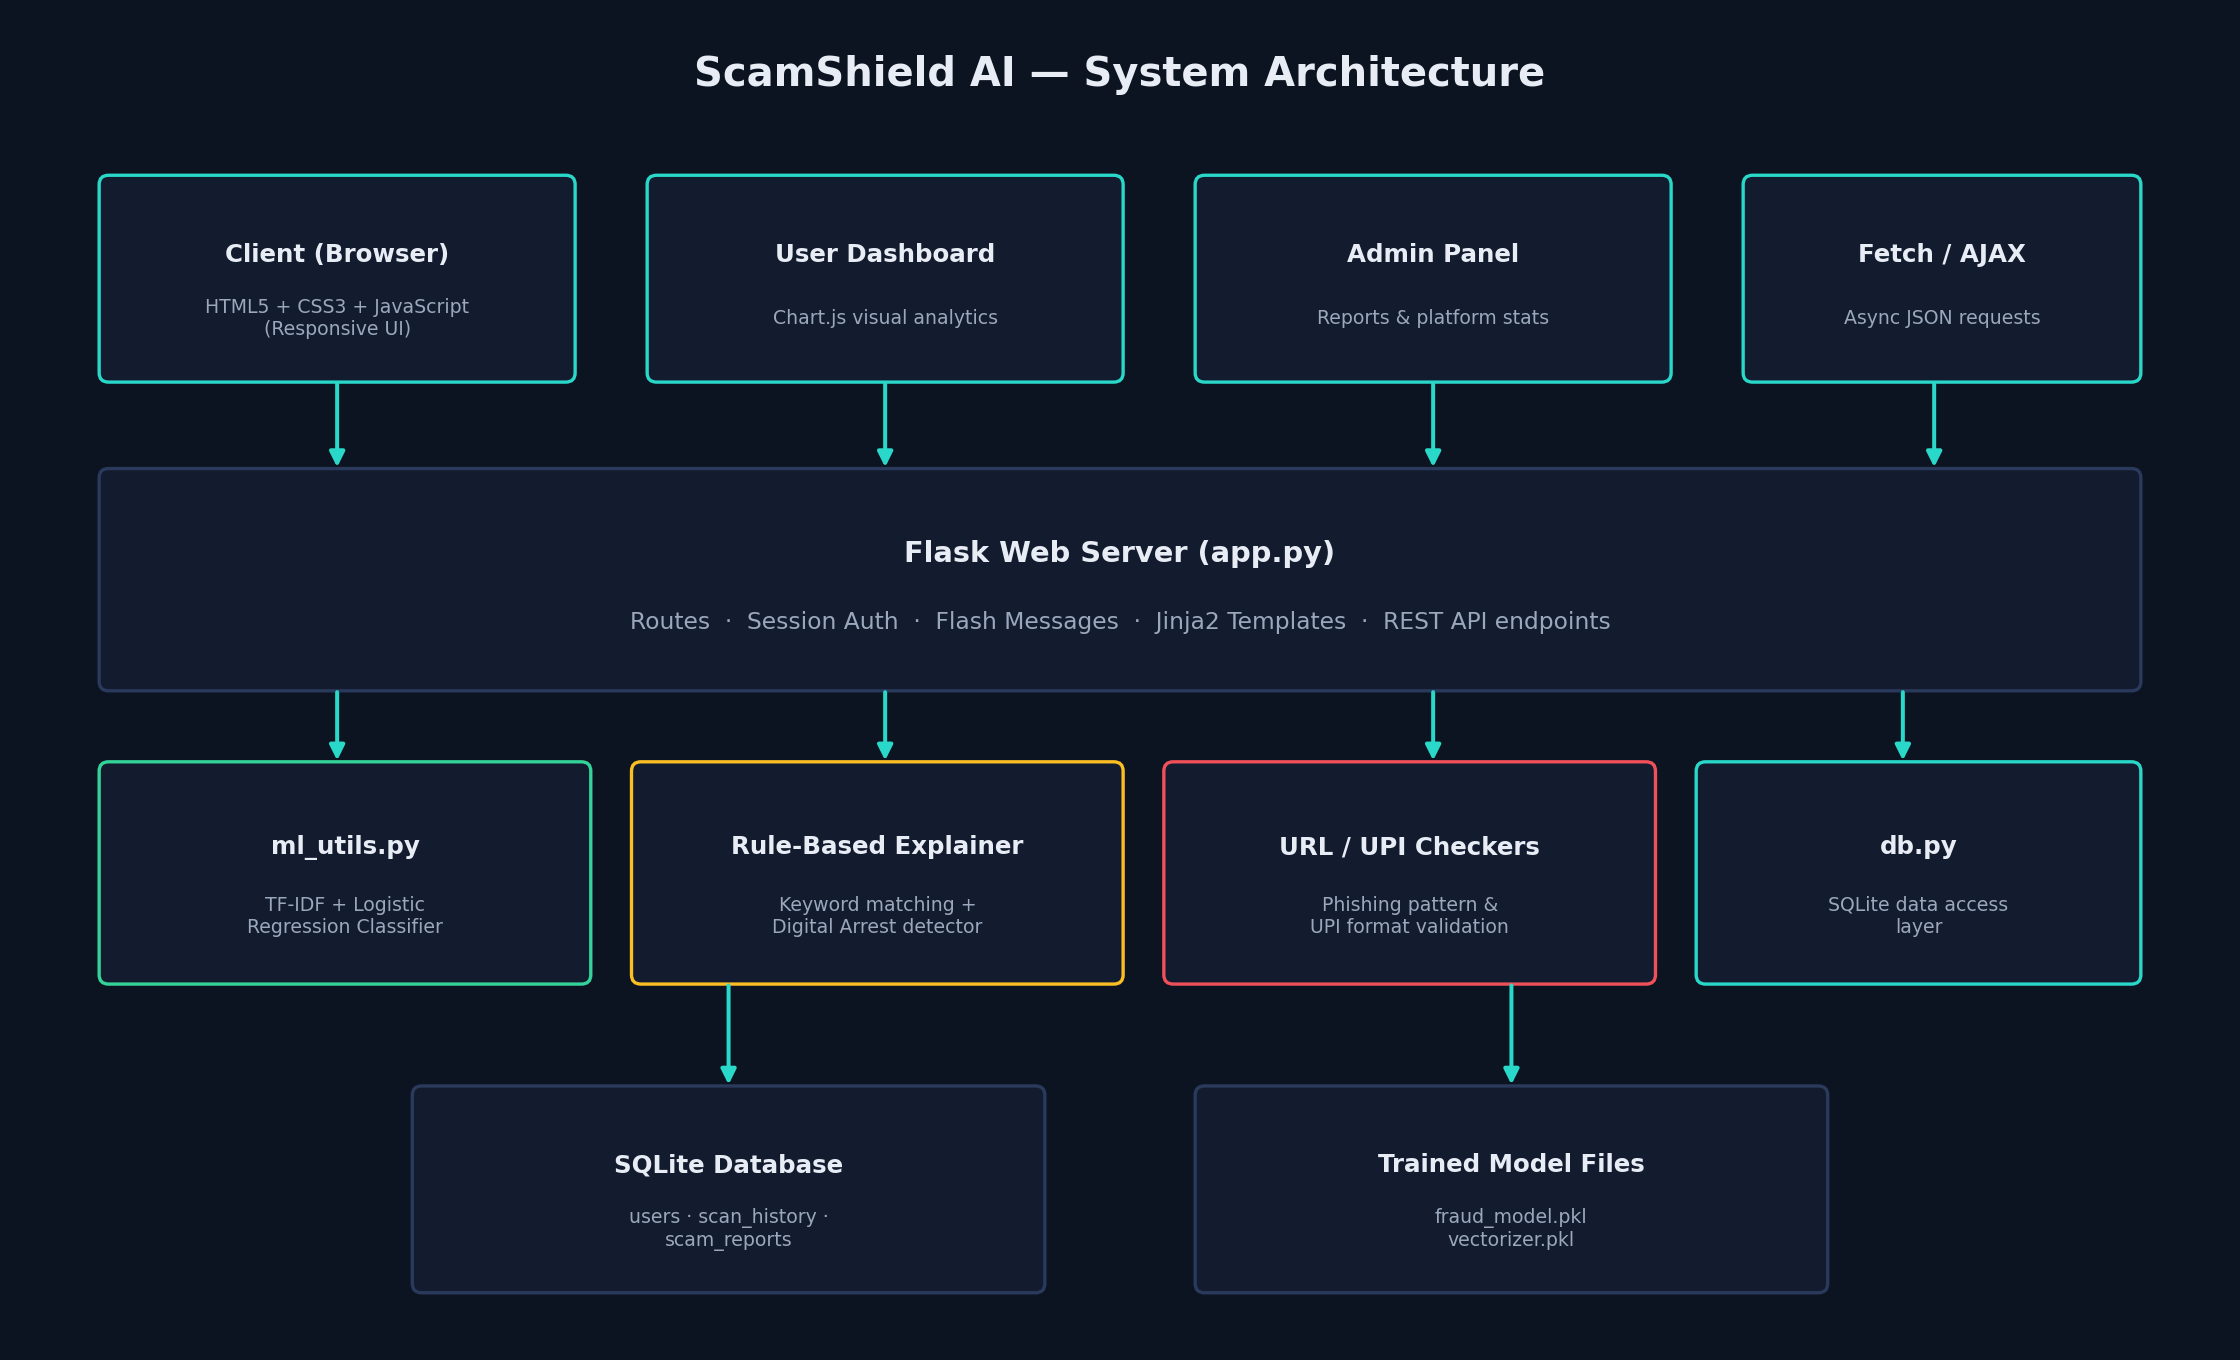 ScamShield AI — System Architecture
Client (Browser)
HTML5 + CSS3 + JavaScript
(Responsive UI)
User Dashboard
Chart.js visual analytics
Admin Panel
Reports & platform stats
Fetch / AJAX
Async JSON requests
Flask Web Server (app.py)
Routes · Session Auth · Flash Messages · Jinja2 Templates · REST API endpoints
ml_utils.py
TF-IDF + Logistic
Regression Classifier
Rule-Based Explainer
Keyword matching +
Digital Arrest detector
URL / UPI Checkers
Phishing pattern &
UPI format validation
db.py
SQLite data access
layer
SQLite Database
users · scan_history ·
scam_reports
Trained Model Files
fraud_model.pkl
vectorizer.pkl